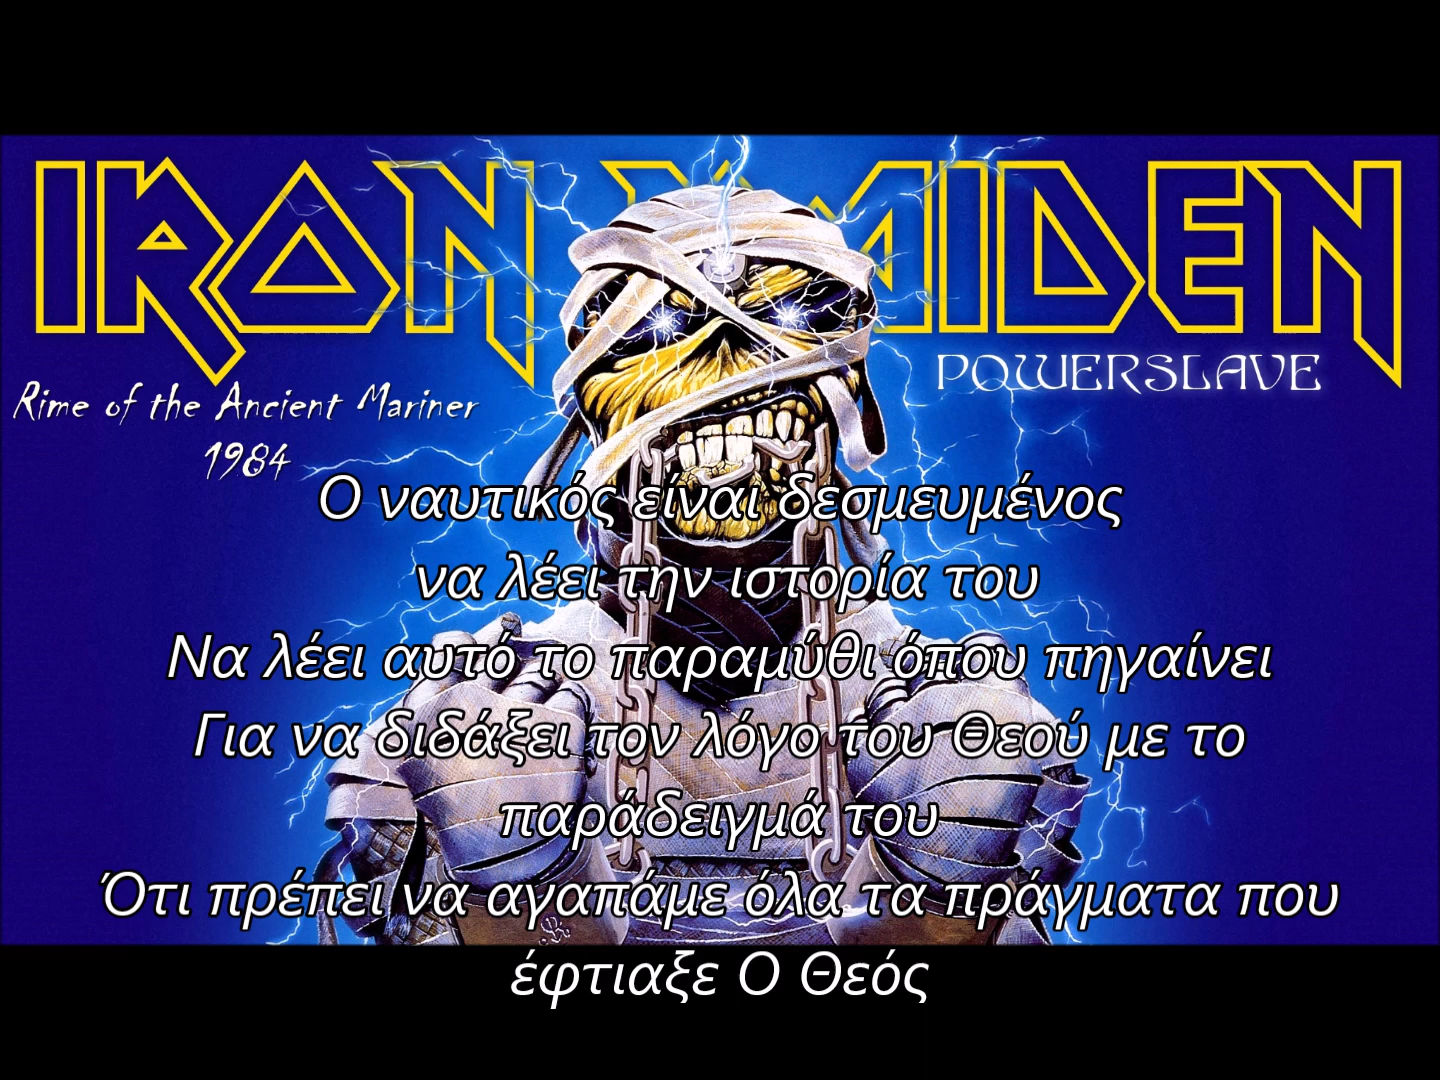 IRON MAIDEN
POWERSLAVE
Rime of the Ancient Mariner
1984
Ο ναυτικός είναι δεσμευμένος
να λέει την ιστορία του
Να λέει αυτό το παραμύθι όπου πηγαίνει
Για να διδάξει τον λόγο του Θεού με το
παράδειγμά του
Ότι πρέπει να αγαπάμε όλα τα πράγματα που
έφτιαξε Ο Θεός